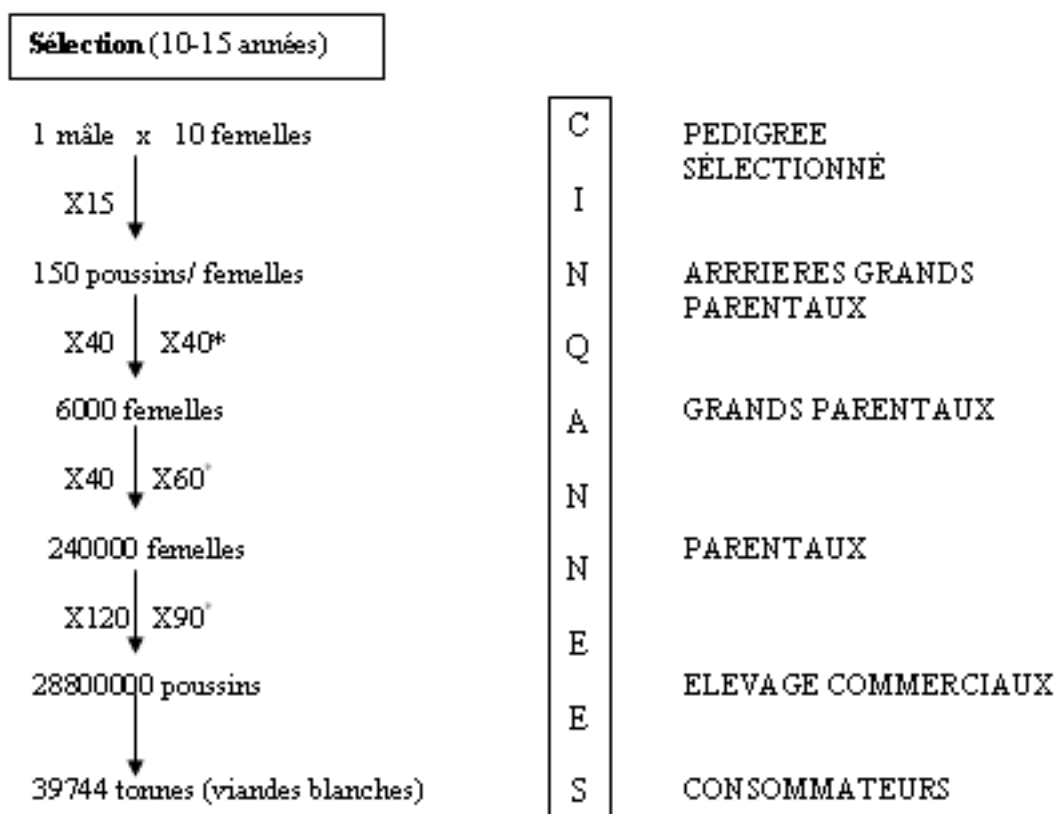 Sélection (10-15 années)
1 mâle x 10 femelles
X15
150 poussins/ femelles
X40 X40*
6000 femelles
X40 X60*
240000 femelles
X120 X90*
28800000 poussins
39744 tonnes (viandes blanches)
C
I
N
Q
A
N
N
E
E
S
PEDIGREE
SÉLECTIONNÉ
ARRRIERES GRANDS
PARENTAUX
GRANDS PARENTAUX
PARENTAUX
ELEVAGE COMMERCIAUX
CONSOMMATEURS